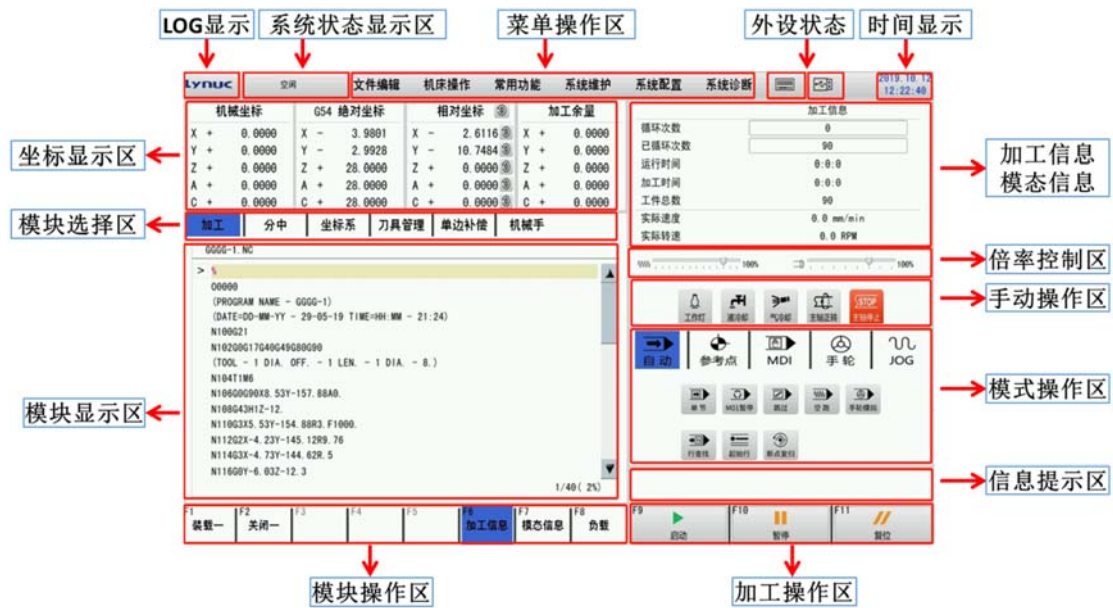 LOG显示 系统状态显示区 菜单操作区 外设状态 时间显示
Lynuc 空闲 文件编辑 机床操作 常用功能 系统维护 系统配置 系统诊断 2019.10.12
12:22:40
坐标显示区
机械坐标 G54 绝对坐标 相对坐标 加工余量
X + 0.0000 X - 3.9801 X - 2.6116 X + 0.0000
Y + 0.0000 Y - 2.9928 Y - 10.7484 Y + 0.0000
Z + 0.0000 Z + 28.0000 Z + 0.0000 Z + 0.0000
A + 0.0000 A + 28.0000 A + 0.0000 A + 0.0000
C + 0.0000 C + 28.0000 C + 0.0000 C + 0.0000
加工信息
循环次数 0
已循环次数 90
运行时间 0:0:0
加工时间 0:0:0
工件总数 90
实际速度 0.0 mm/min
实际转速 0.0 RPM
加工信息
模态信息
模块选择区
加工 分中 坐标系 刀具管理 单边补偿 机械手
模块显示区
GGGG-1.NC
> %
O0000
(PROGRAM NAME - GGGG-1)
(DATE=DD-MM-YY - 29-05-19 TIME=HH:MM - 21:24)
N100G21
N102G0G17G40G49G80G90
(TOOL - 1 DIA. OFF. - 1 LEN. - 1 DIA. - 8.)
N104T1M6
N106G0G90X8.53Y-157.88A0.
N108G43H1Z-12.
N110G3X5.53Y-154.88R3.F1000.
N112G2X-4.23Y-145.12R9.76
N114G3X-4.73Y-144.62R.5
N116G0Y-6.03Z-12.3
1/40( 2%)
100% 100%
倍率控制区
工作灯 液冷却 气冷却 主轴正转 STOP
主轴停止
手动操作区
自动 参考点 MDI 手轮 JOG
单节 M01暂停 跳过 空跑 手轮模拟
行查找 起始行 断点复归
模式操作区
信息提示区
F1 F2 F3 F4 F5 F6 F7 F8
装载一 关闭一 加工信息 模态信息 负载
F9 F10 F11
启动 暂停 复位
模块操作区 加工操作区